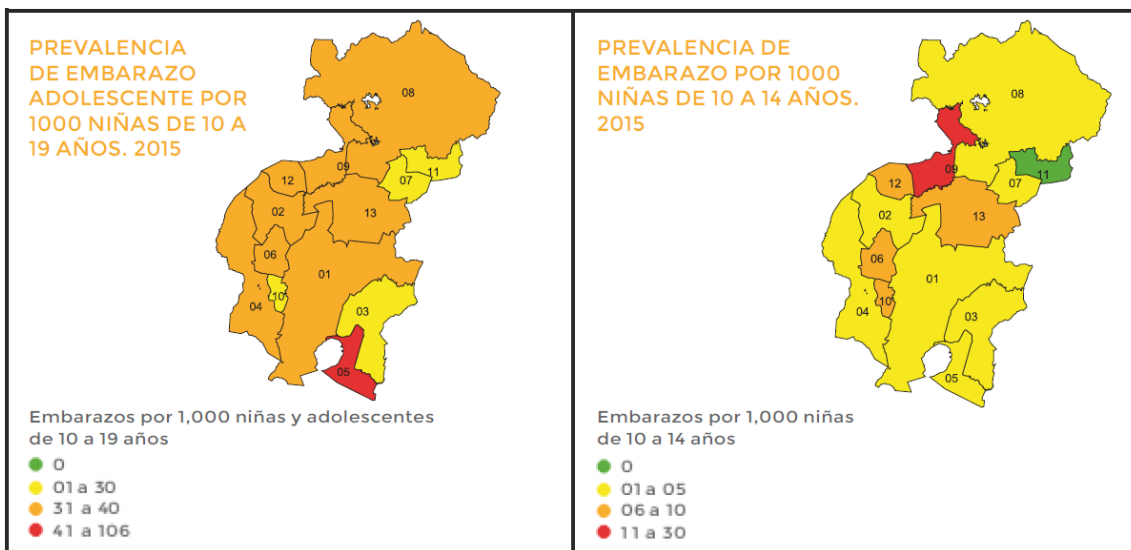 PREVALENCIA
DE EMBARAZO
ADOLESCENTE POR
1000 NIÑAS DE 10 A
19 AÑOS. 2015
08
11
09
07
12
02
13
06
01
10
04
03
05
Embarazos por 1,000 niñas y adolescentes
de 10 a 19 años
0
01 a 30
31 a 40
41 a 106
PREVALENCIA DE
EMBARAZO POR 1000
NIÑAS DE 10 A 14 AÑOS.
2015
08
09
11
12
07
02
13
06
01
10
04
03
05
Embarazos por 1,000 niñas
de 10 a 14 años
0
01 a 05
06 a 10
11 a 30